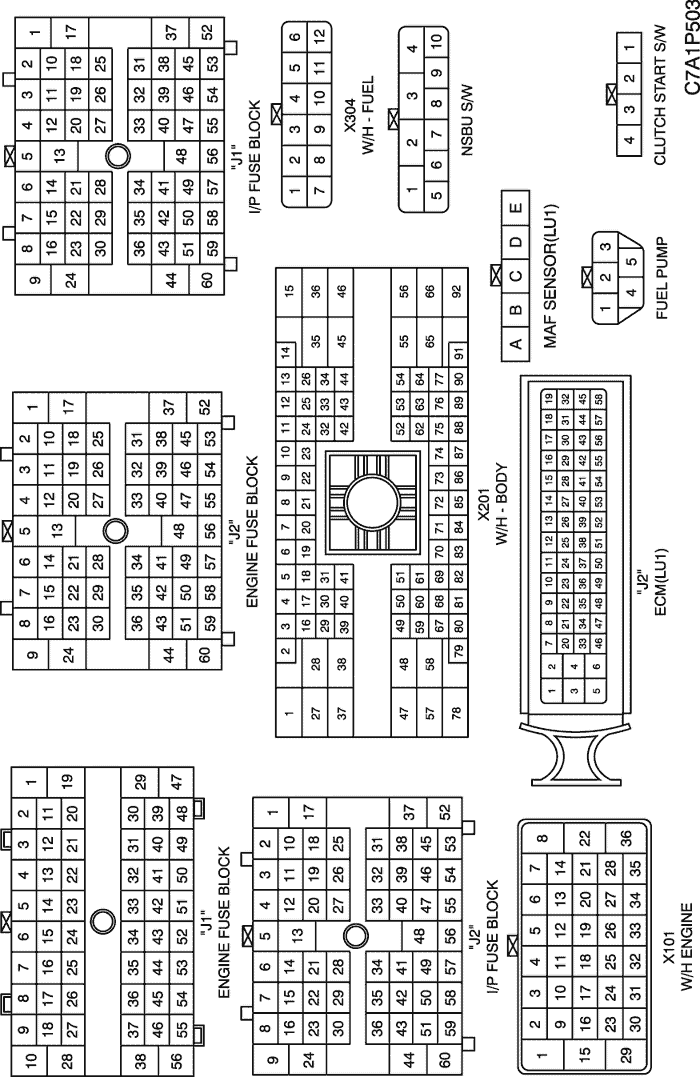 10 9 8 7 6 5 4 3 2 1
18 17 16 15 14 13 12 11
28 27 26 25 24 23 22 21 20 19
38 37 36 35 34 33 32 31 30 29
46 45 44 43 42 41 40 39
56 55 54 53 52 51 50 49 48 47
"J1"
ENGINE FUSE BLOCK
9 8 7 6 5 4 3 2 1
16 15 14 13 12 11 10
24 23 22 21 20 19 18 17
30 29 28 27 26 25
36 35 34 33 32 31
44 43 42 41 40 39 38 37
51 50 49 48 47 46 45
60 59 58 57 56 55 54 53 52
"J2"
ENGINE FUSE BLOCK
9 8 7 6 5 4 3 2 1
16 15 14 13 12 11 10
24 23 22 21 20 19 18 17
30 29 28 27 26 25
36 35 34 33 32 31
44 43 42 41 40 39 38 37
51 50 49 48 47 46 45
60 59 58 57 56 55 54 53 52
"J1"
I/P FUSE BLOCK
9 8 7 6 5 4 3 2 1
16 15 14 13 12 11 10
24 23 22 21 20 19 18 17
30 29 28 27 26 25
36 35 34 33 32 31
44 43 42 41 40 39 38 37
51 50 49 48 47 46 45
60 59 58 57 56 55 54 53 52
"J2"
I/P FUSE BLOCK
1 2 3 4 5 6 7 8 9 10 11 12 13 14 15
16 17 18 19 20 21 22 23 24 25 26
27 28 29 30 31 32 33 34 35 36
37 38 39 40 41 42 43 44 45 46
47 48 49 50 51 52 53 54 55 56
57 58 59 60 61 62 63 64 65 66
67 68 69 70 71 72 73 74 75 76 77
78 79 80 81 82 83 84 85 86 87 88 89 90 91 92
X201
W/H - BODY
1 2 3 4 5 6
7 8 9 10 11 12
X304
W/H - FUEL
1 2 3 4
5 6 7 8 9 10
NSBU S/W
1 2 3 4 5 6 7 8
9 10 11 12 13 14
15 16 17 18 19 20 21 22
23 24 25 26 27 28
29 30 31 32 33 34 35 36
X101
W/H ENGINE
1 2 7 8 9 10 11 12 13 14 15 16 17 18 19
20 21 22 23 24 25 26 27 28 29 30 31 32
3 4 33 34 35 36 37 38 39 40 41 42 43 44 45
5 6 46 47 48 49 50 51 52 53 54 55 56 57 58
"J2"
ECM(LU1)
A B C D E
MAF SENSOR(LU1)
1 2 3
4 5
FUEL PUMP
4 3 2 1
CLUTCH START S/W
C7A1P503